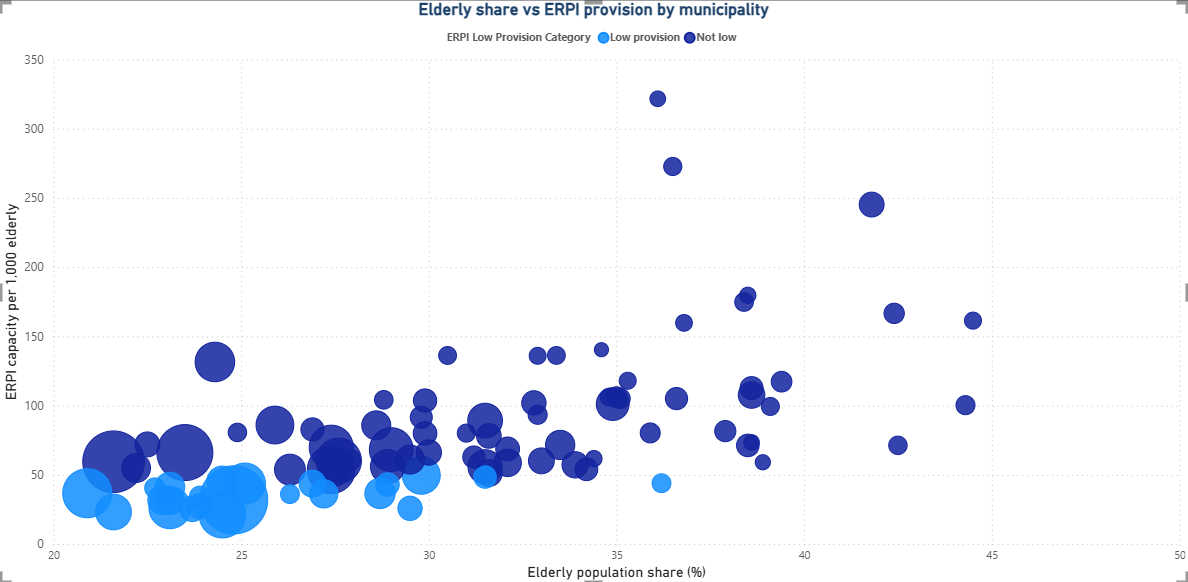 Elderly share vs ERPI provision by municipality
ERPI Low Provision Category Low provision Not low
350
300
250
200
150
100
50
0
ERPI capacity per 1,000 elderly
20 25 30 35 40 45 50
Elderly population share (%)